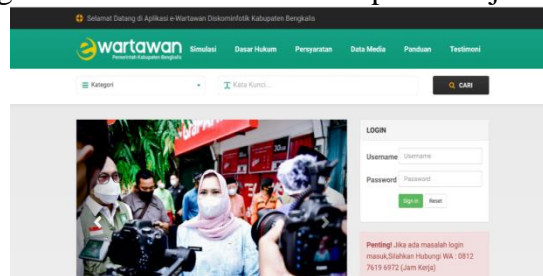 Selamat Datang di Aplikasi e-Wartawan Diskominfotik Kabupaten Bengkalis
wartawan
Pemerintah Kabupaten Bengkalis
Simulasi Dasar Hukum Persyaratan Data Media Panduan Testimoni
Kategori Kata Kunci... CARI
LOGIN
Username Username
Password Password
Sign in Reset
Penting! Jika ada masalah login
masuk,Silahkan Hubungi WA : 0812
7619 6972 (Jam Kerja)